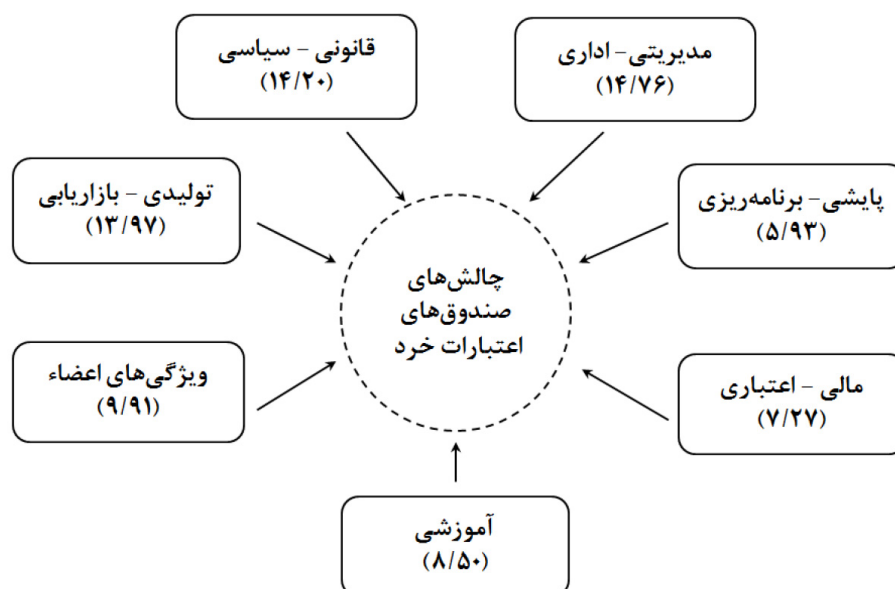 قانونی – سیاسی
(۱۴/۲۰)
مدیریتی- اداری
(۱۴/۷۶)
تولیدی – بازاریابی
(۱۳/۹۷)
پایشی- برنامه‌ریزی
(۵/۹۳)
چالش‌های
صندوق‌های
اعتبارات خرد
ویژگی‌های اعضاء
(۹/۹۱)
مالی – اعتباری
(۷/۲۷)
آموزشی
(۸/۵۰)